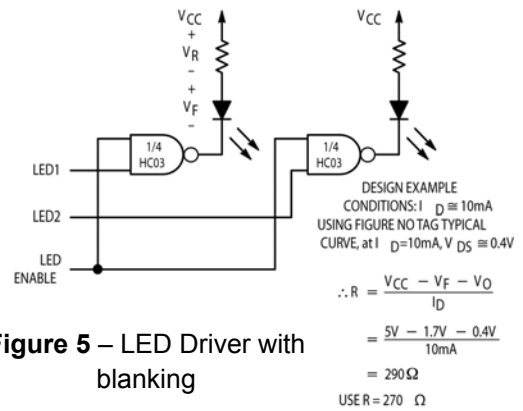 VCC
+
VR
–
+
VF
–
VCC
1/4
HC03
1/4
HC03
LED1
LED2
LED
ENABLE
DESIGN EXAMPLE
CONDITIONS: I D ≅ 10mA
USING FIGURE NO TAG TYPICAL
CURVE, at I D=10mA, V DS ≅ 0.4V
∴ R = VCC – VF – VO / ID
= 5V – 1.7V – 0.4V / 10mA
= 290Ω
USE R = 270 Ω
igure 5 – LED Driver with
blanking